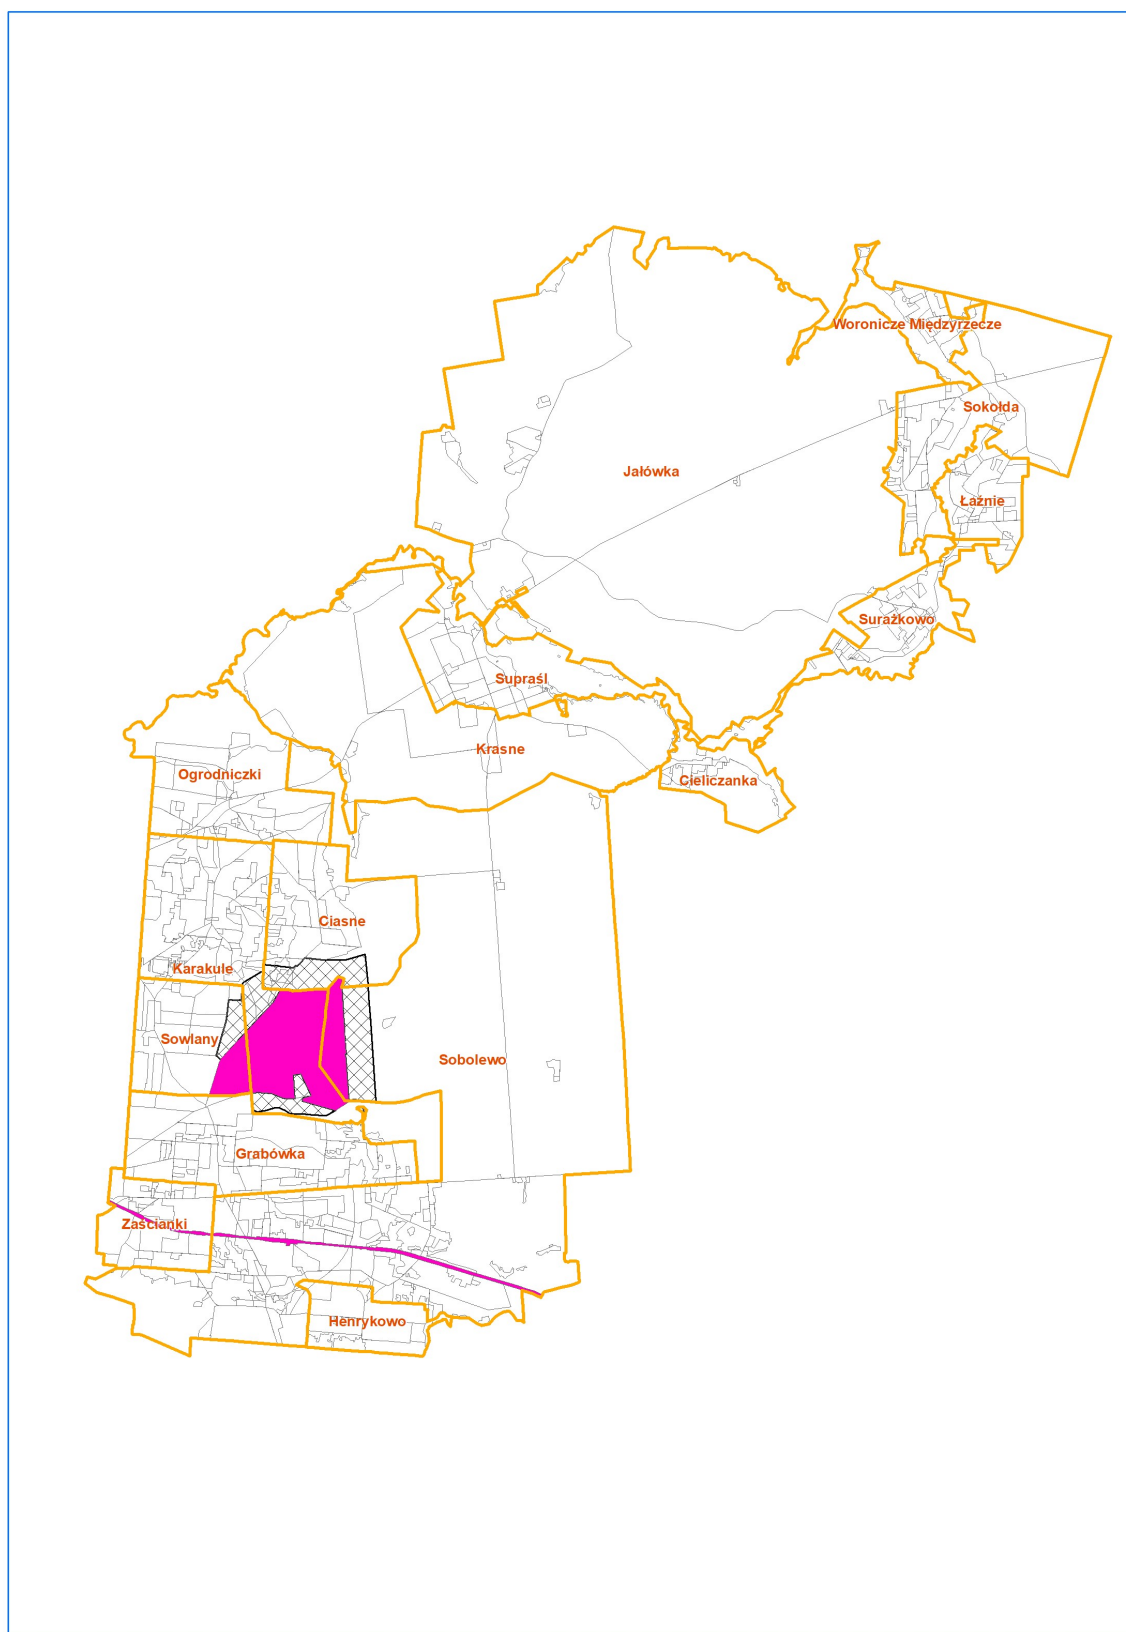 Woronicze Międzyrzecze
Sokołda
Jałówka
Łaźnie
Surażkowo
Supraśl
Krasne
Ogrodniczki
Cieliczanka
Ciasne
Karakule
Sowlany
Sobolewo
Grabówka
Zaścianki
Henrykowo